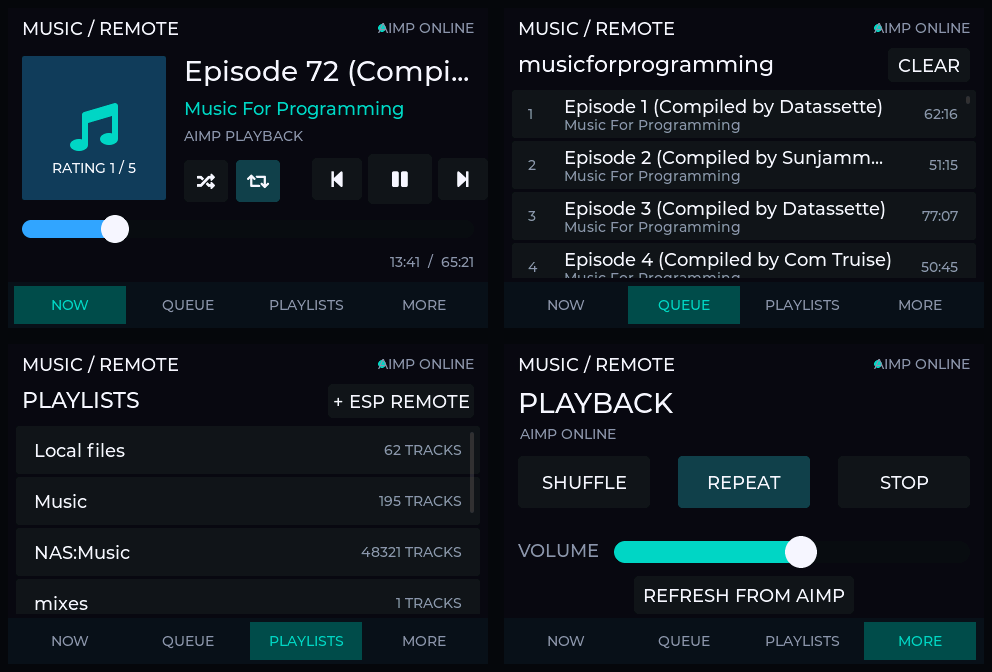 MUSIC / REMOTE
AIMP ONLINE
Episode 72 (Compi...
Music For Programming
AIMP PLAYBACK
RATING 1 / 5
13:41 / 65:21
NOW QUEUE PLAYLISTS MORE
MUSIC / REMOTE
AIMP ONLINE
musicforprogramming
CLEAR
1 Episode 1 (Compiled by Datassette) 62:16
Music For Programming
2 Episode 2 (Compiled by Sunjamm... 51:15
Music For Programming
3 Episode 3 (Compiled by Datassette) 77:07
Music For Programming
4 Episode 4 (Compiled by Com Truise) 50:45
Music For Programming
NOW QUEUE PLAYLISTS MORE
MUSIC / REMOTE
AIMP ONLINE
PLAYLISTS
+ ESP REMOTE
Local files 62 TRACKS
Music 195 TRACKS
NAS:Music 48321 TRACKS
mixes 1 TRACKS
NOW QUEUE PLAYLISTS MORE
MUSIC / REMOTE
AIMP ONLINE
PLAYBACK
AIMP ONLINE
SHUFFLE REPEAT STOP
VOLUME
REFRESH FROM AIMP
NOW QUEUE PLAYLISTS MORE